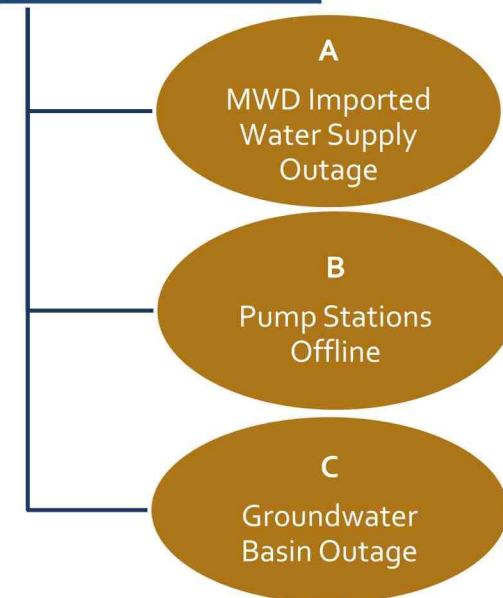 A
MWD Imported
Water Supply
Outage
B
Pump Stations
Offline
C
Groundwater
Basin Outage